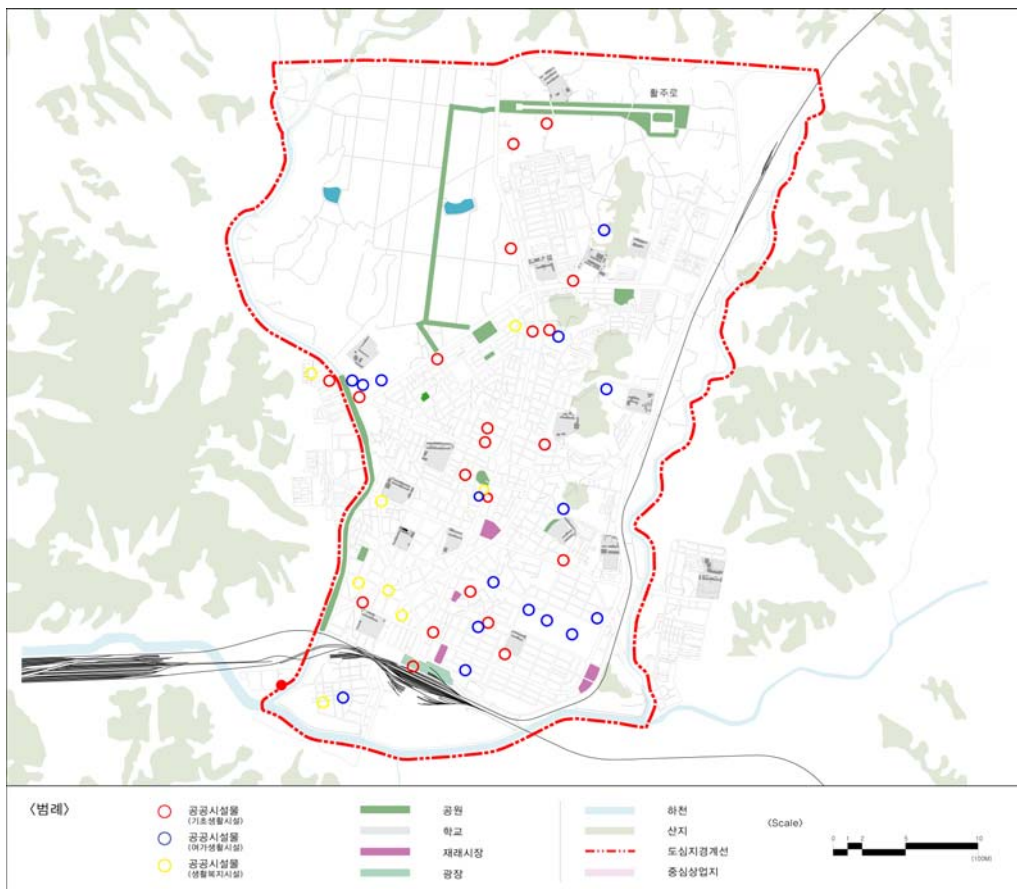 활주로
<범례>
공공시설물
(기초생활시설)
공공시설물
(여가생활시설)
공공시설물
(생활복지시설)
공원
학교
재래시장
광장
하천
산지
도심지경계선
중심상업지
(Scale)
0 1 2 5 10
(100M)